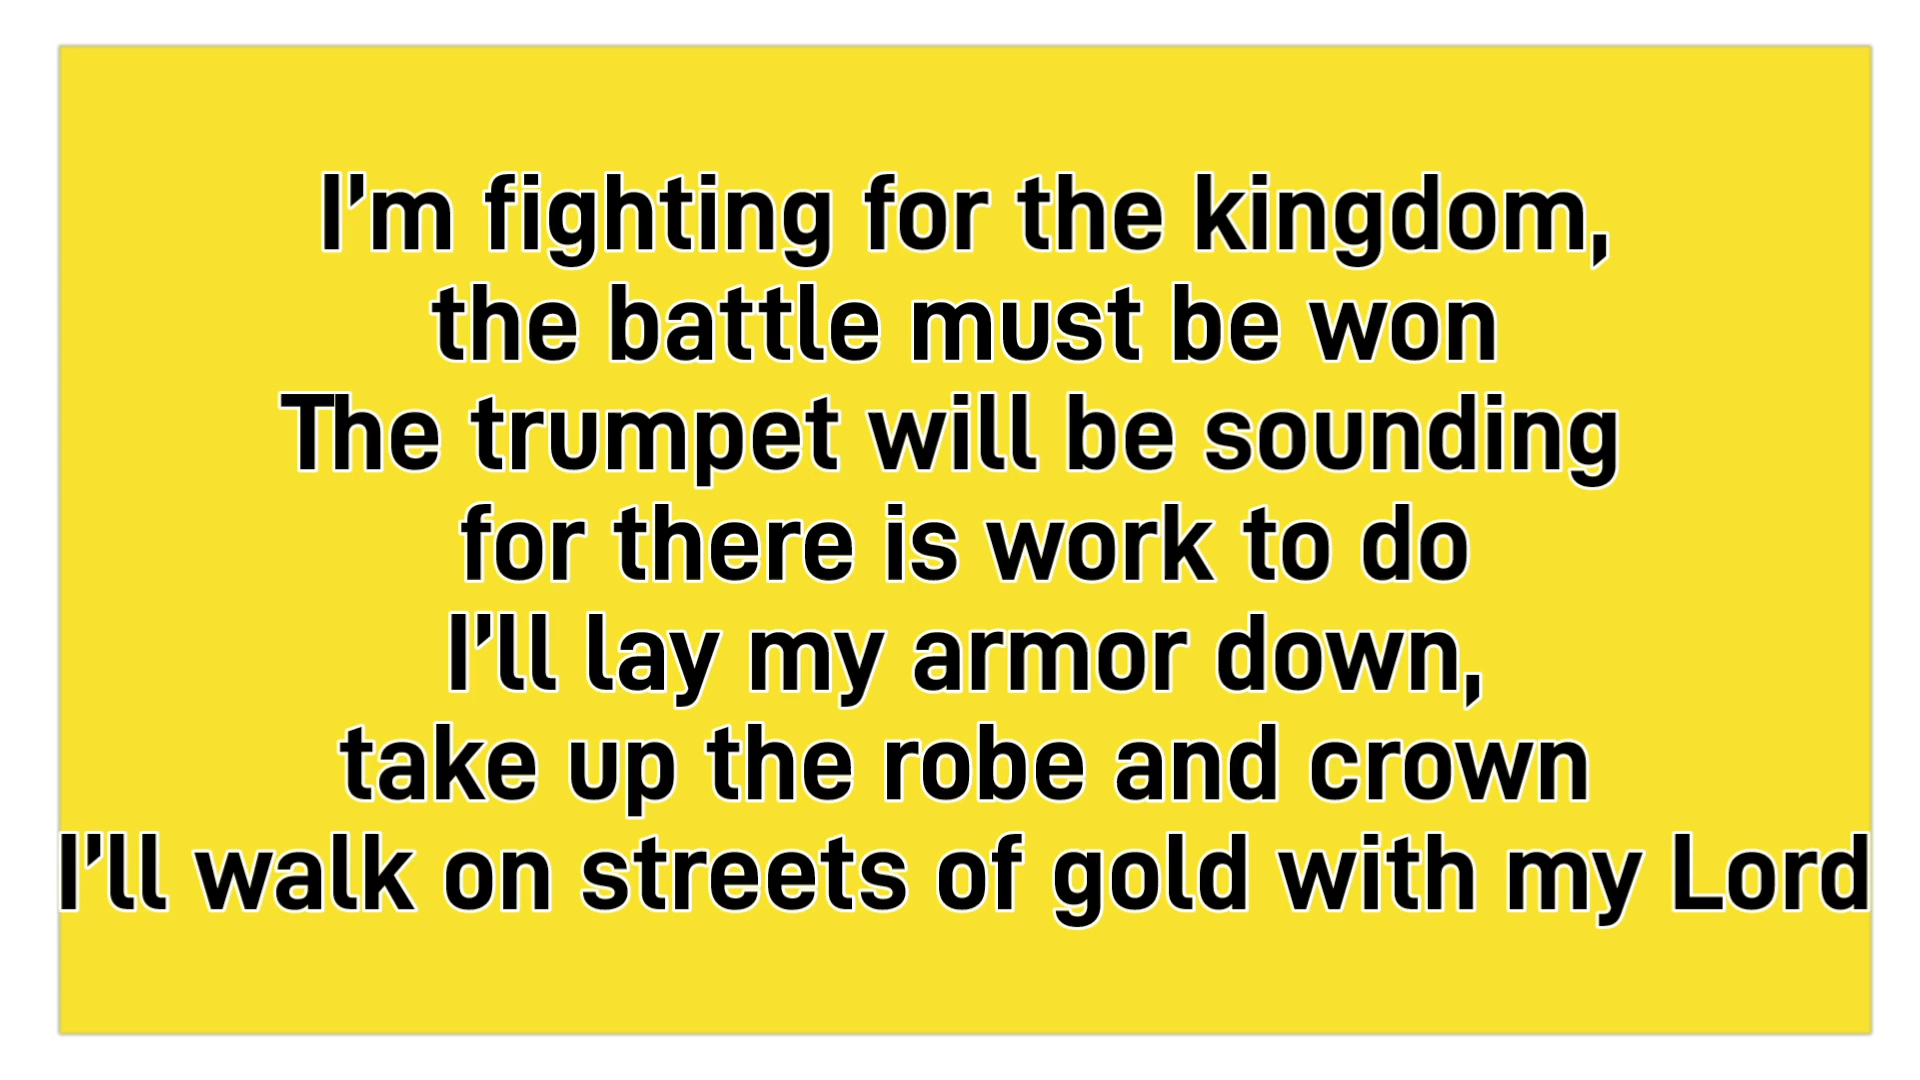 I’m fighting for the kingdom,
the battle must be won
The trumpet will be sounding
for there is work to do
I’ll lay my armor down,
take up the robe and crown
I’ll walk on streets of gold with my Lord